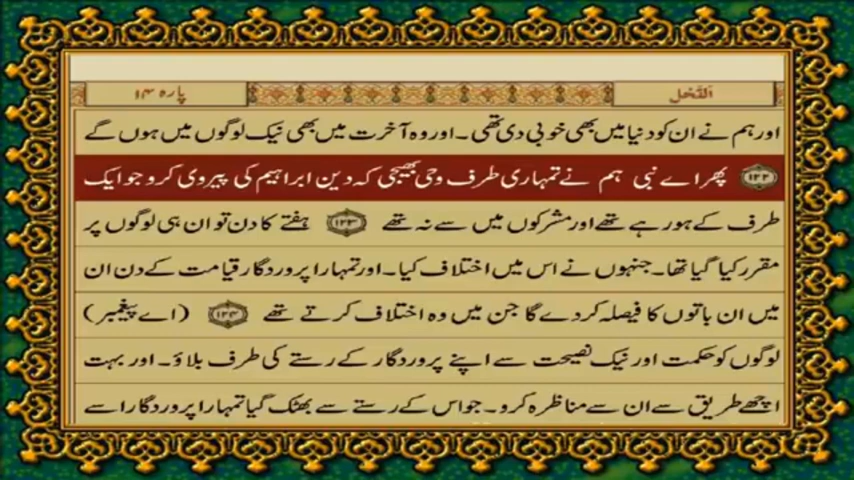 پارہ ۱۴ النحل
اور ہم نے ان کو دنیا میں بھی خوبی دی تھی ۔ اور وہ آخرت میں بھی نیک لوگوں میں ہوں گے
۱۲۲ پھر اے نبی ہم نے تمہاری طرف وحی بھیجی کہ دین ابراہیم کی پیروی کرو جو ایک
طرف کے ہو رہے تھے اور مشرکوں میں سے نہ تھے ۱۲۳ ہفتے کا دن تو ان ہی لوگوں پر
مقرر کیا گیا تھا۔ جنہوں نے اس میں اختلاف کیا۔ اور تمہارا پروردگار قیامت کے دن ان
میں ان باتوں کا فیصلہ کر دے گا جن میں وہ اختلاف کرتے تھے ۱۲۴ (اے پیغمبر)
لوگوں کو حکمت اور نیک نصیحت سے اپنے پروردگار کے رستے کی طرف بلاؤ۔ اور بہت
اچھے طریق سے ان سے مناظرہ کرو۔ جو اس کے رستے سے بھٹک گیا تمہارا پروردگار اسے